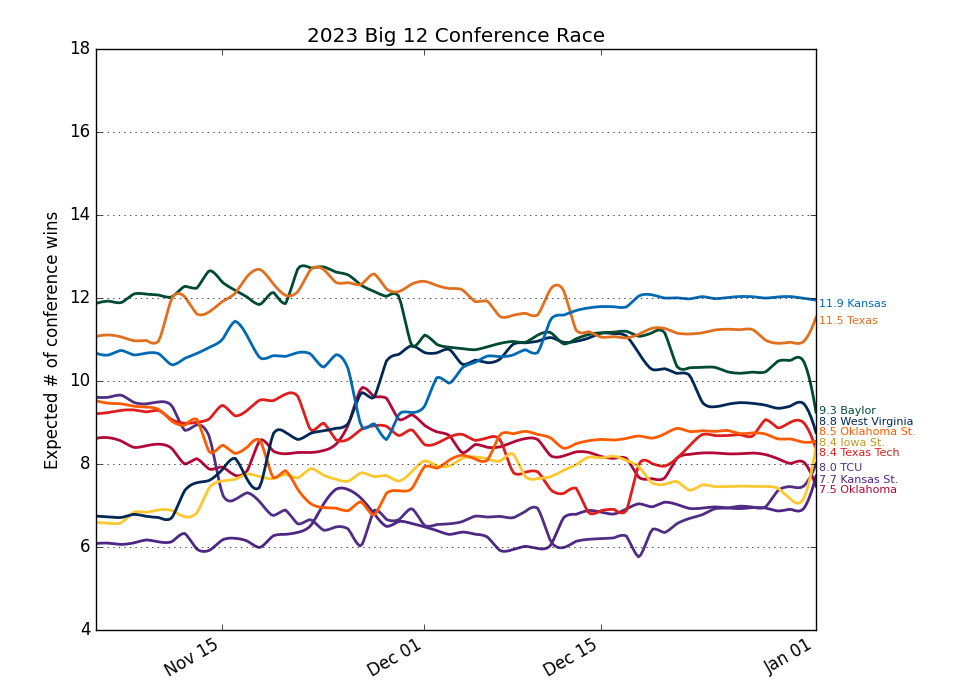 2023 Big 12 Conference Race
Expected # of conference wins
18
16
14
12
10
8
6
4
Nov 15
Dec 01
Dec 15
Jan 01
11.9 Kansas
11.5 Texas
9.3 Baylor
8.8 West Virginia
8.5 Oklahoma St.
8.4 Iowa St.
8.4 Texas Tech
8.0 TCU
7.7 Kansas St.
7.5 Oklahoma